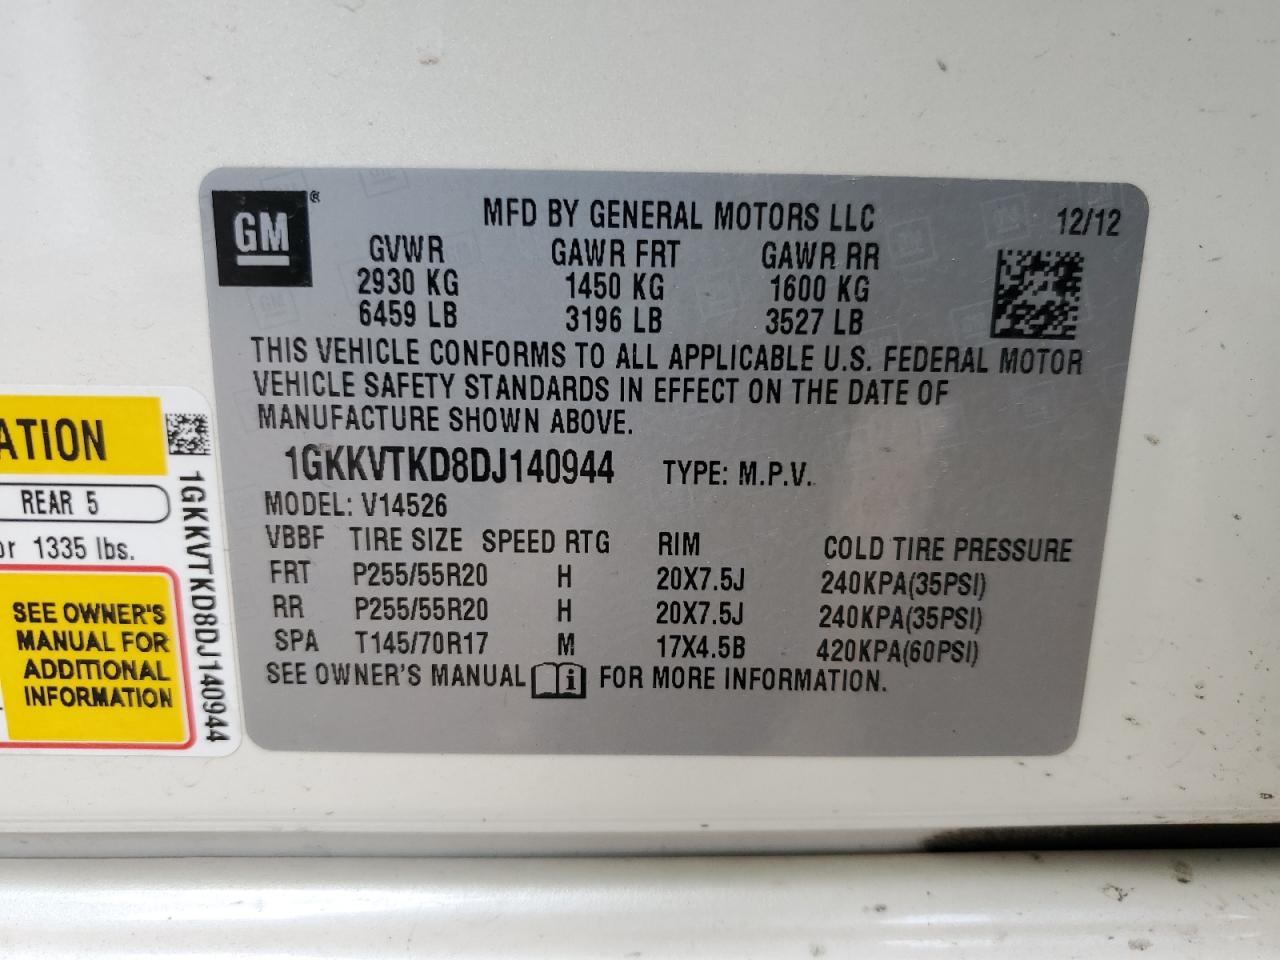 GM
MFD BY GENERAL MOTORS LLC 12/12
GVWR GAWR FRT GAWR RR
2930 KG 1450 KG 1600 KG
6459 LB 3196 LB 3527 LB
THIS VEHICLE CONFORMS TO ALL APPLICABLE U.S. FEDERAL MOTOR
VEHICLE SAFETY STANDARDS IN EFFECT ON THE DATE OF
MANUFACTURE SHOWN ABOVE.
1GKKVTKD8DJ140944 TYPE: M.P.V.
MODEL: V14526
VBBF TIRE SIZE SPEED RTG RIM COLD TIRE PRESSURE
FRT P255/55R20 H 20X7.5J 240KPA(35PSI)
RR P255/55R20 H 20X7.5J 240KPA(35PSI)
SPA T145/70R17 M 17X4.5B 420KPA(60PSI)
SEE OWNER'S MANUAL i FOR MORE INFORMATION.
ATION
REAR 5
or 1335 lbs.
SEE OWNER'S
MANUAL FOR
ADDITIONAL
INFORMATION
1GKKVTKD8DJ140944